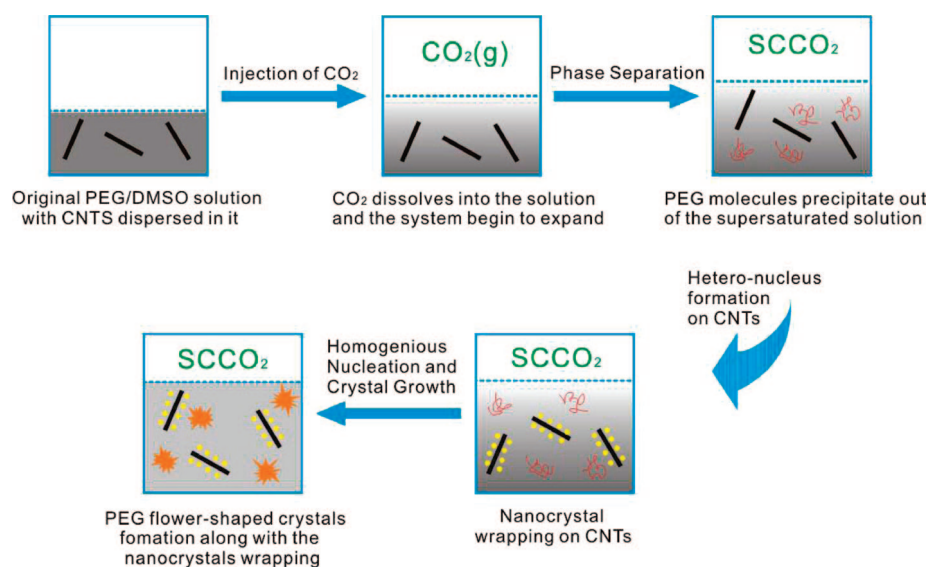 Injection of CO₂
CO₂(g)
Phase Separation
SCCO₂
Original PEG/DMSO solution
with CNTS dispersed in it
CO₂ dissolves into the solution
and the system begin to expand
PEG molecules precipitate out
of the supersaturated solution
Hetero-nucleus
formation
on CNTs
SCCO₂
Homogenious
Nucleation and
Crystal Growth
SCCO₂
PEG flower-shaped crystals
fomation along with the
nanocrystals wrapping
Nanocrystal
wrapping on CNTs